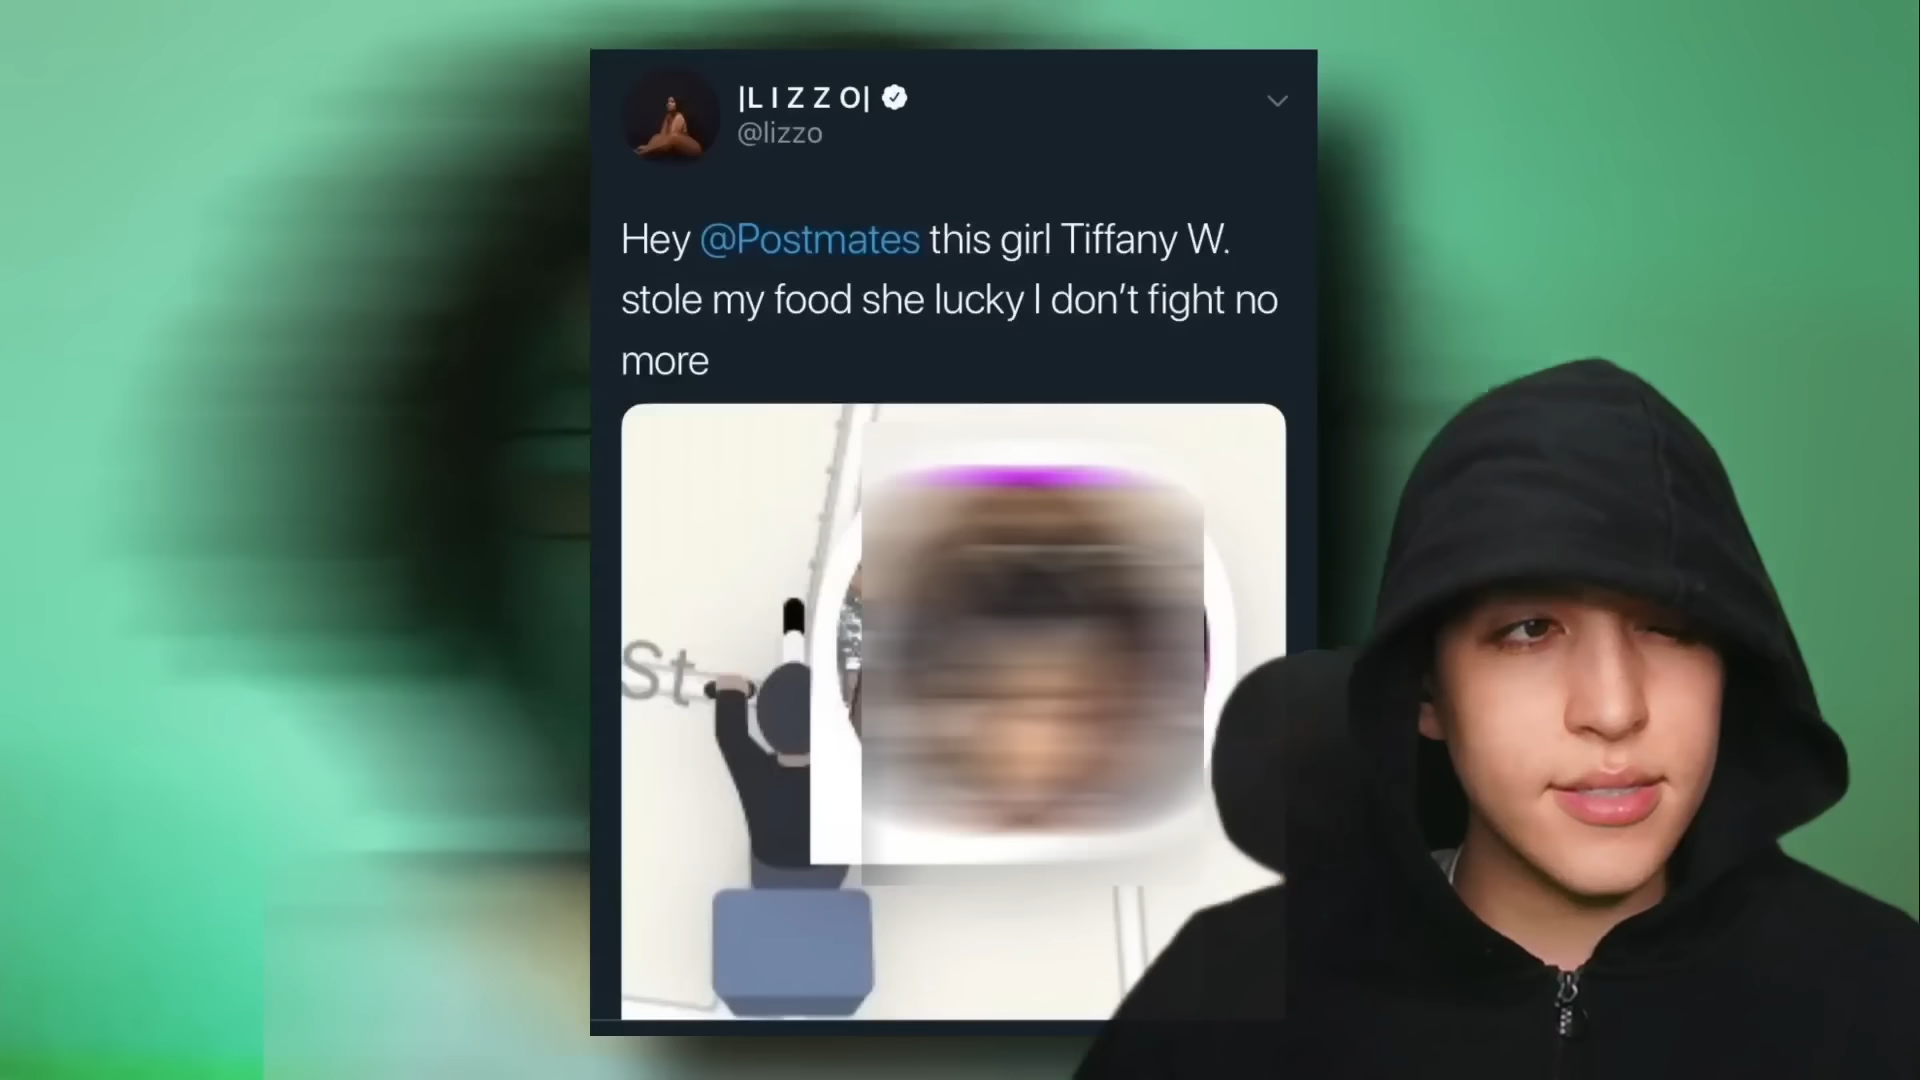 |L I Z Z O|
@lizzo
Hey @Postmates this girl Tiffany W.
stole my food she lucky I don’t fight no
more
St